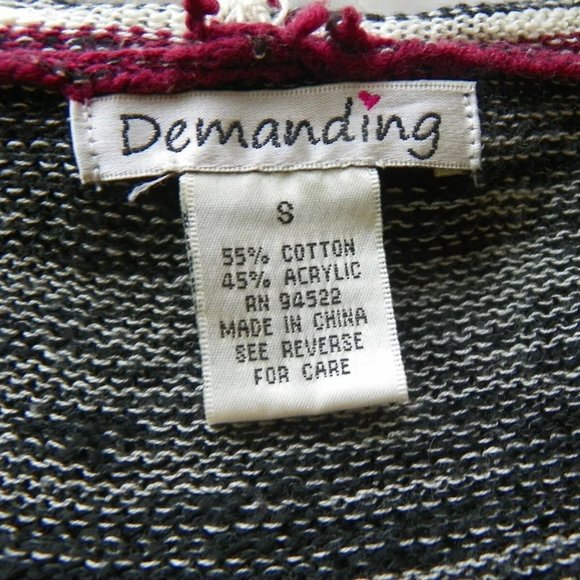 Demanding
S
55% COTTON
45% ACRYLIC
RN 94522
MADE IN CHINA
SEE REVERSE
FOR CARE